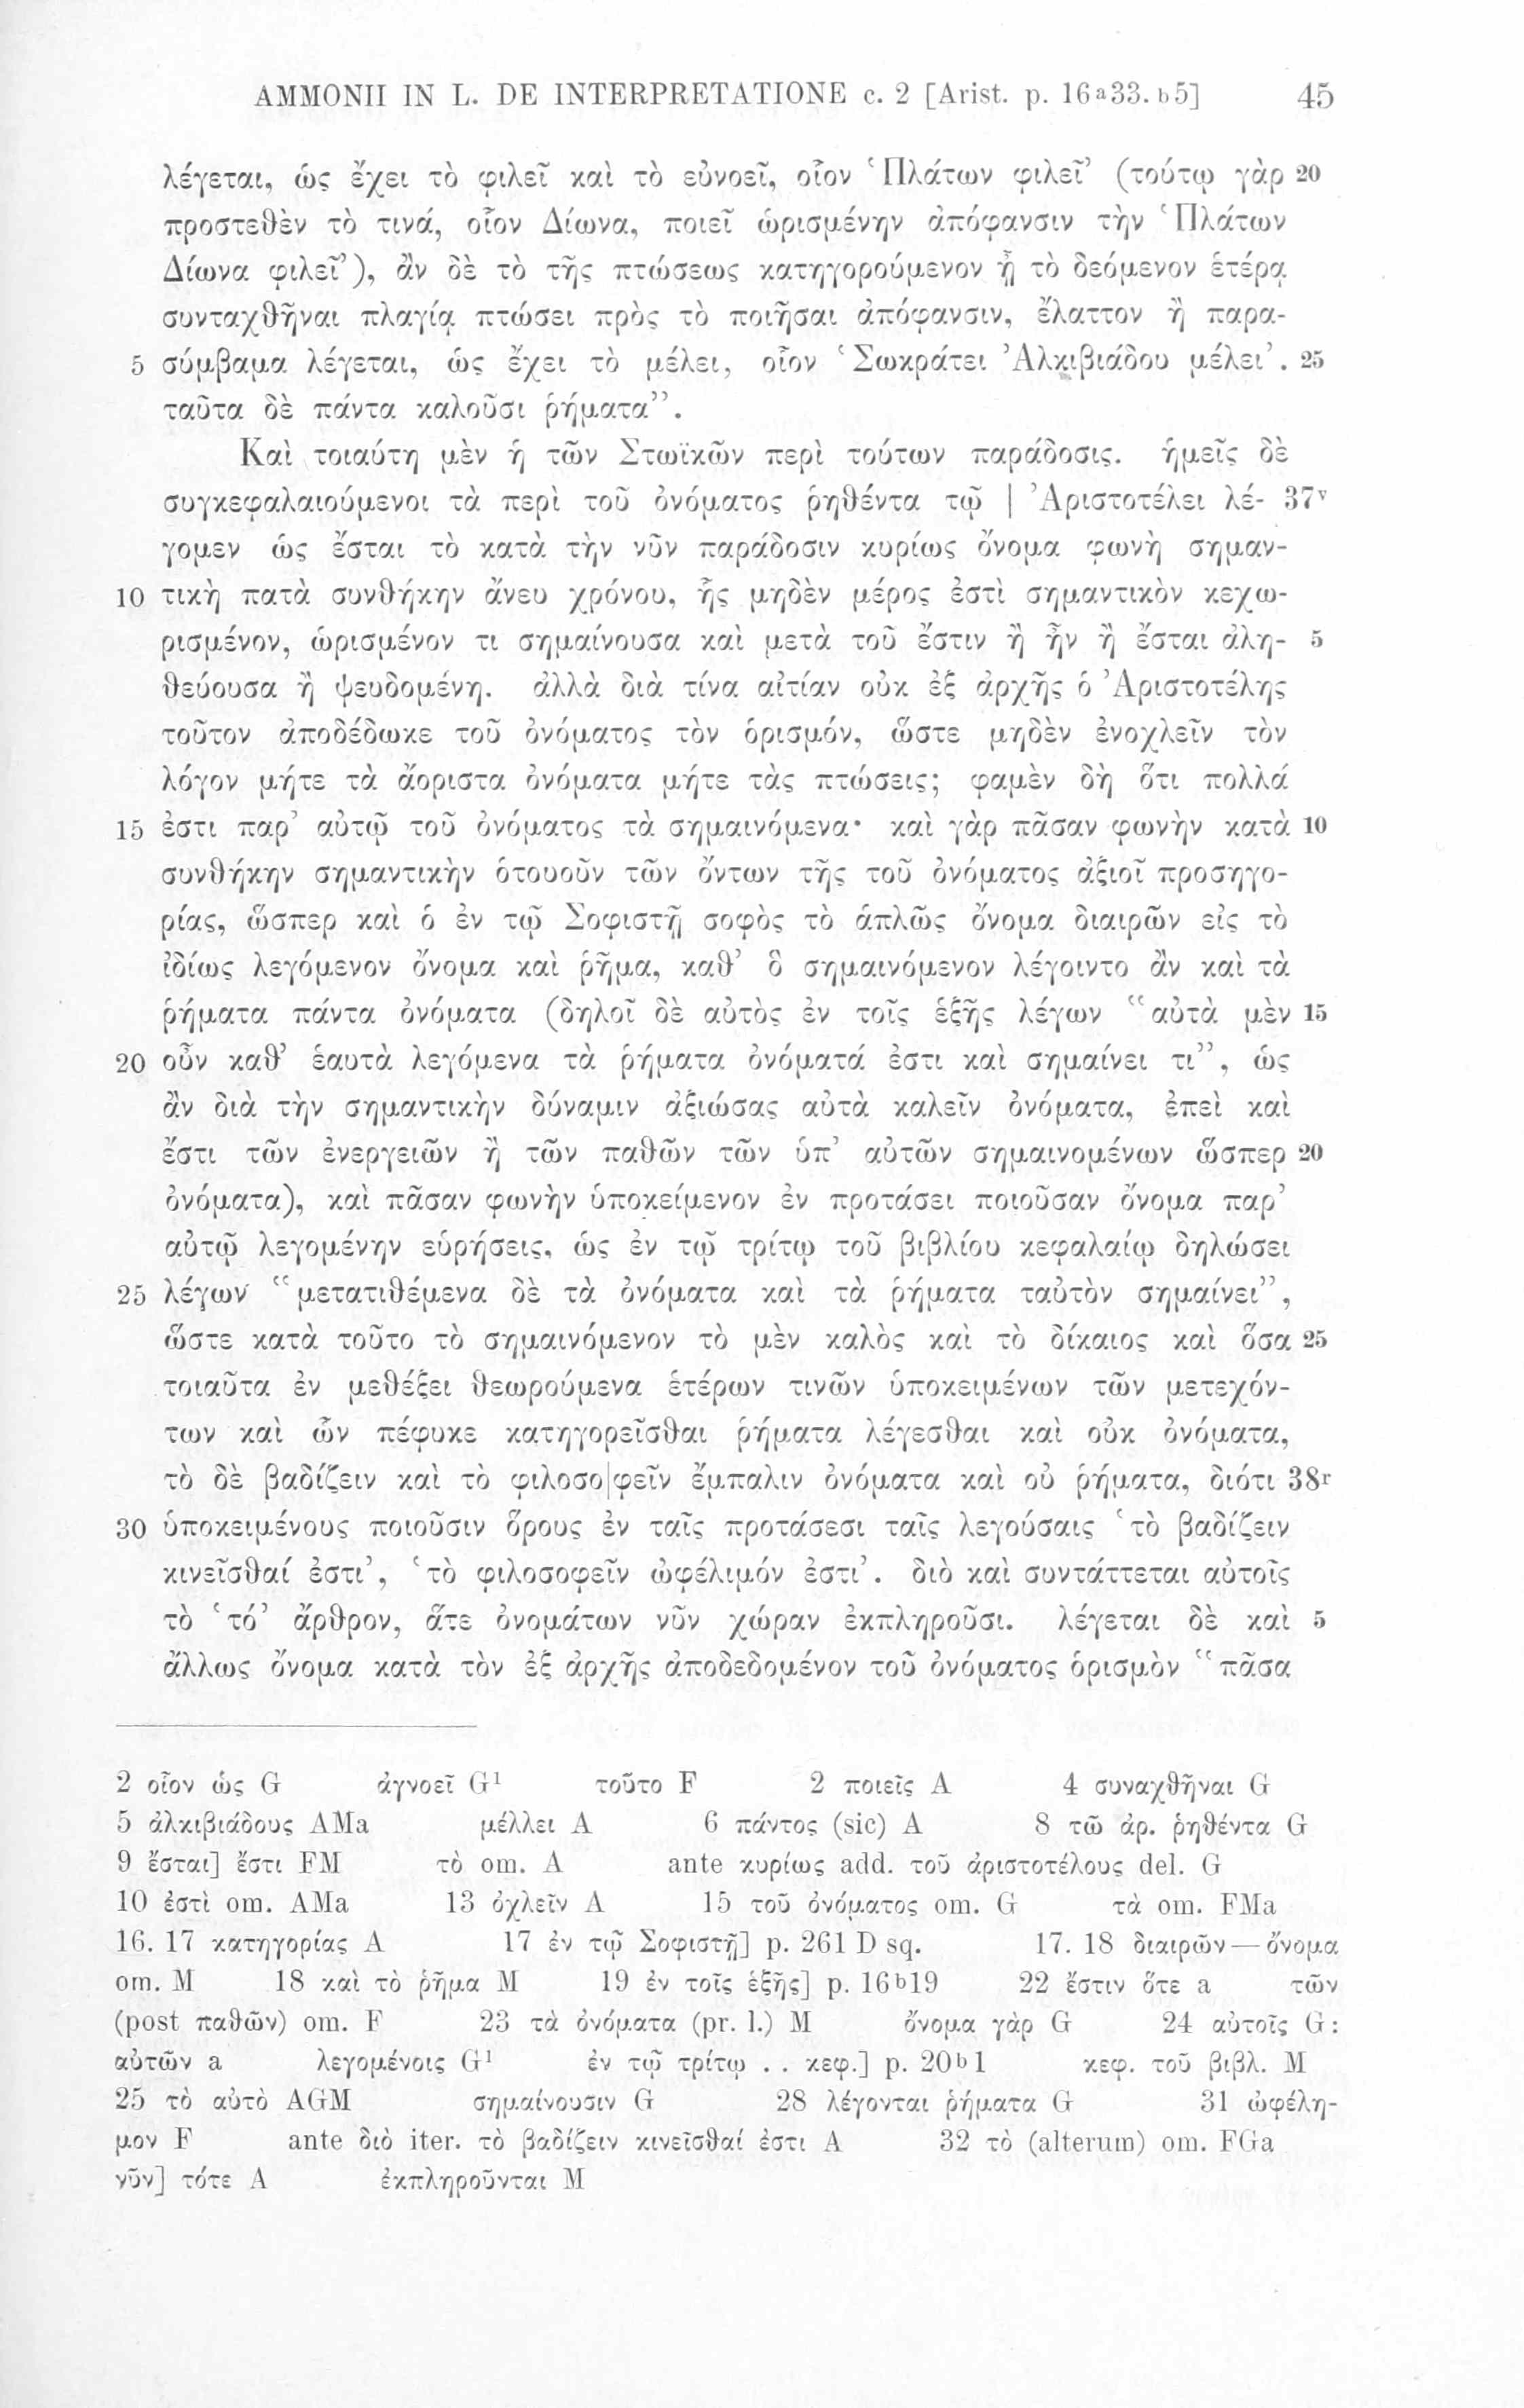 AMMONII IN L. DE INTERPRETATIONE c. 2 [Arist. p. 16a33. b5] 45
λέγεται, ὡς ἔχει τὸ φιλεῖ καὶ τὸ εὐνοεῖ, οἷον ‘Πλάτων φιλεῖ’ (τούτῳ γὰρ 20
προστεθὲν τὸ τινά, οἷον Δίωνα, ποιεῖ ὡρισμένην ἀπόφανσιν τὴν ‘Πλάτων
Δίωνα φιλεῖ’), ἂν δὲ τὸ τῆς πτώσεως κατηγορούμενον ᾖ τὸ δεόμενον ἑτέρᾳ
συνταχθῆναι πλαγίᾳ πτώσει πρὸς τὸ ποιῆσαι ἀπόφανσιν, ἔλαττον ἢ παρα-
5 σύμβαμα λέγεται, ὡς ἔχει τὸ μέλει, οἷον ‘Σωκράτει Ἀλκιβιάδου μέλει’. 25
ταῦτα δὲ πάντα καλοῦσι ῥήματα”.
Καὶ τοιαύτη μὲν ἡ τῶν Στωϊκῶν περὶ τούτων παράδοσις. ἡμεῖς δὲ
συγκεφαλαιούμενοι τὰ περὶ τοῦ ὀνόματος ῥηθέντα τῷ | Ἀριστοτέλει λέ- 37v
γομεν ὡς ἔσται τὸ κατὰ τὴν νῦν παράδοσιν κυρίως ὄνομα φωνὴ σημαν-
10 τικὴ πατὰ συνθήκην ἄνευ χρόνου, ἧς μηδὲν μέρος ἐστὶ σημαντικὸν κεχω-
ρισμένον, ὡρισμένον τι σημαίνουσα καὶ μετὰ τοῦ ἔστιν ἢ ἦν ἢ ἔσται ἀλη- 5
θεύουσα ἢ ψευδομένη. ἀλλὰ διὰ τίνα αἰτίαν οὐκ ἐξ ἀρχῆς ὁ Ἀριστοτέλης
τοῦτον ἀποδέδωκε τοῦ ὀνόματος τὸν ὁρισμόν, ὥστε μηδὲν ἐνοχλεῖν τὸν
λόγον μήτε τὰ ἄοριστα ὀνόματα μήτε τὰς πτώσεις; φαμὲν δὴ ὅτι πολλά
15 ἐστι παρ’ αὐτῷ τοῦ ὀνόματος τὰ σημαινόμενα· καὶ γὰρ πᾶσαν φωνὴν κατὰ 10
συνθήκην σημαντικὴν ὁτουοῦν τῶν ὄντων τῆς τοῦ ὀνόματος ἀξιοῖ προσηγο-
ρίας, ὥσπερ καὶ ὁ ἐν τῷ Σοφιστῇ σοφὸς τὸ ἁπλῶς ὄνομα διαιρῶν εἰς τὸ
ἰδίως λεγόμενον ὄνομα καὶ ῥῆμα, καθ’ ὃ σημαινόμενον λέγοιντο ἂν καὶ τὰ
ῥήματα πάντα ὀνόματα (δηλοῖ δὲ αὐτὸς ἐν τοῖς ἑξῆς λέγων “αὐτὰ μὲν 15
20 οὖν καθ’ ἑαυτὰ λεγόμενα τὰ ῥήματα ὀνόματά ἐστι καὶ σημαίνει τι”, ὡς
ἂν διὰ τὴν σημαντικὴν δύναμιν ἀξιώσας αὐτὰ καλεῖν ὀνόματα, ἐπεὶ καὶ
ἔστι τῶν ἐνεργειῶν ἢ τῶν παθῶν τῶν ὑπ’ αὐτῶν σημαινομένων ὥσπερ 20
ὀνόματα), καὶ πᾶσαν φωνὴν ὑποκείμενον ἐν προτάσει ποιοῦσαν ὄνομα παρ’
αὐτῷ λεγομένην εὑρήσεις, ὡς ἐν τῷ τρίτῳ τοῦ βιβλίου κεφαλαίῳ δηλώσει
25 λέγων “μετατιθέμενα δὲ τὰ ὀνόματα καὶ τὰ ῥήματα ταὐτὸν σημαίνει”,
ὥστε κατὰ τοῦτο τὸ σημαινόμενον τὸ μὲν καλὸς καὶ τὸ δίκαιος καὶ ὅσα 25
τοιαῦτα ἐν μεθέξει θεωρούμενα ἑτέρων τινῶν ὑποκειμένων τῶν μετεχόν-
των καὶ ὧν πέφυκε κατηγορεῖσθαι ῥήματα λέγεσθαι καὶ οὐκ ὀνόματα,
τὸ δὲ βαδίζειν καὶ τὸ φιλοσο|φεῖν ἔμπαλιν ὀνόματα καὶ οὐ ῥήματα, διότι 38r
30 ὑποκειμένους ποιοῦσιν ὅρους ἐν ταῖς προτάσεσι ταῖς λεγούσαις ‘τὸ βαδίζειν
κινεῖσθαί ἐστι’, ‘τὸ φιλοσοφεῖν ὠφέλιμόν ἐστι’. διὸ καὶ συντάττεται αὐτοῖς
τὸ ‘τό’ ἄρθρον, ἅτε ὀνομάτων νῦν χώραν ἐκπληροῦσι. λέγεται δὲ καὶ 5
ἄλλως ὄνομα κατὰ τὸν ἐξ ἀρχῆς ἀποδεδομένον τοῦ ὀνόματος ὁρισμὸν “πᾶσα
2 οἷον ὡς G ἀγνοεῖ G1 τοῦτο F 2 ποιεῖς A 4 συναχθῆναι G
5 ἀλκιβιάδους AMa μέλλει A 6 πάντος (sic) A 8 τῶ ἀρ. ῥηθέντα G
9 ἔσται] ἔστι FM τὸ om. A ante κυρίως add. τοῦ ἀριστοτέλους del. G
10 ἐστὶ om. AMa 13 ὀχλεῖν A 15 τοῦ ὀνόματος om. G τὰ om. FMa
16. 17 κατηγορίας A 17 ἐν τῷ Σοφιστῇ] p. 261 D sq. 17. 18 διαιρῶν — ὄνομα
om. M 18 καὶ τὸ ῥῆμα M 19 ἐν τοῖς ἑξῆς] p. 16b19 22 ἔστιν ὅτε a τῶν
(post παθῶν) om. F 23 τὰ ὀνόματα (pr. l.) M ὄνομα γὰρ G 24 αὐτοῖς G:
αὐτῶν a λεγομένοις G1 ἐν τῷ τρίτῳ . . κεφ.] p. 20b1 κεφ. τοῦ βιβλ. M
25 τὸ αὐτὸ AGM σημαίνουσιν G 28 λέγονται ῥήματα G 31 ὠφέλη-
μον F ante διὸ iter. τὸ βαδίζειν κινεῖσθαί ἐστι A 32 τὸ (alterum) om. FGa
νῦν] τότε A ἐκπληροῦνται M